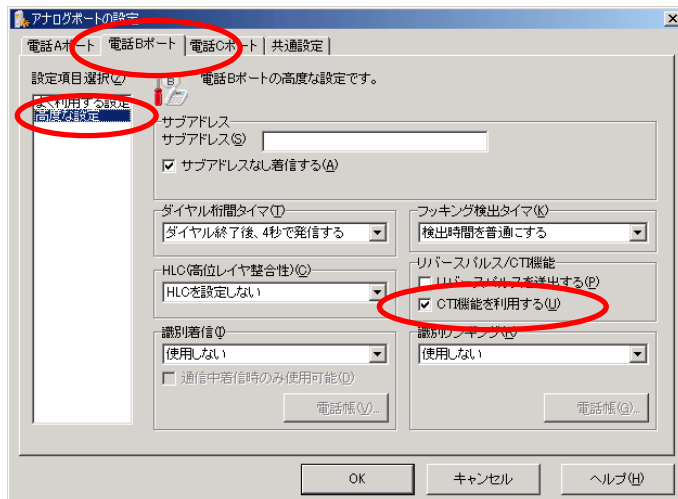 アナログポートの設定
電話Aポート 電話Bポート 電話Cポート 共通設定
設定項目選択(Z)
よく利用する設定
高度な設定
B
電話Bポートの高度な設定です。
サブアドレス
サブアドレス(S)
サブアドレスなし着信する(A)
ダイヤル桁間タイマ(T)
ダイヤル終了後、4秒で発信する
フッキング検出タイマ(K)
検出時間を普通にする
HLC(高位レイヤ整合性)(C)
HLCを設定しない
リバースパルス/CTI機能
リバースパルスを送出する(P)
CTI機能を利用する(U)
識別着信(I)
使用しない
通信中着信時のみ使用可能(D)
電話帳(V)...
識別リンギング(R)
使用しない
電話帳(G)...
OK キャンセル ヘルプ(H)